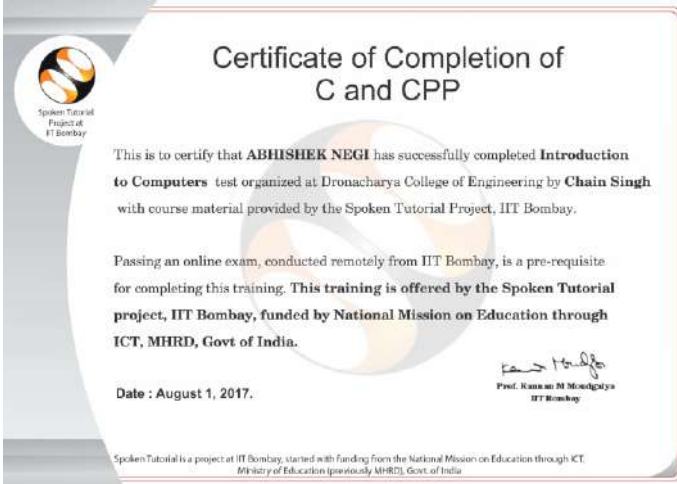 Certificate of Completion of
C and CPP
Spoken Tutorial
Project at
IIT Bombay
This is to certify that ABHISHEK NEGI has successfully completed Introduction
to Computers test organized at Dronacharya College of Engineering by Chain Singh
with course material provided by the Spoken Tutorial Project, IIT Bombay.
Passing an online exam, conducted remotely from IIT Bombay, is a pre-requisite
for completing this training. This training is offered by the Spoken Tutorial
project, IIT Bombay, funded by National Mission on Education through
ICT, MHRD, Govt of India.
Date : August 1, 2017.
Prof. Kannan M Moudgalya
IIT Bombay
Spoken Tutorial is a project at IIT Bombay, started with funding from the National Mission on Education through ICT,
Ministry of Education (previously MHRD), Govt. of India